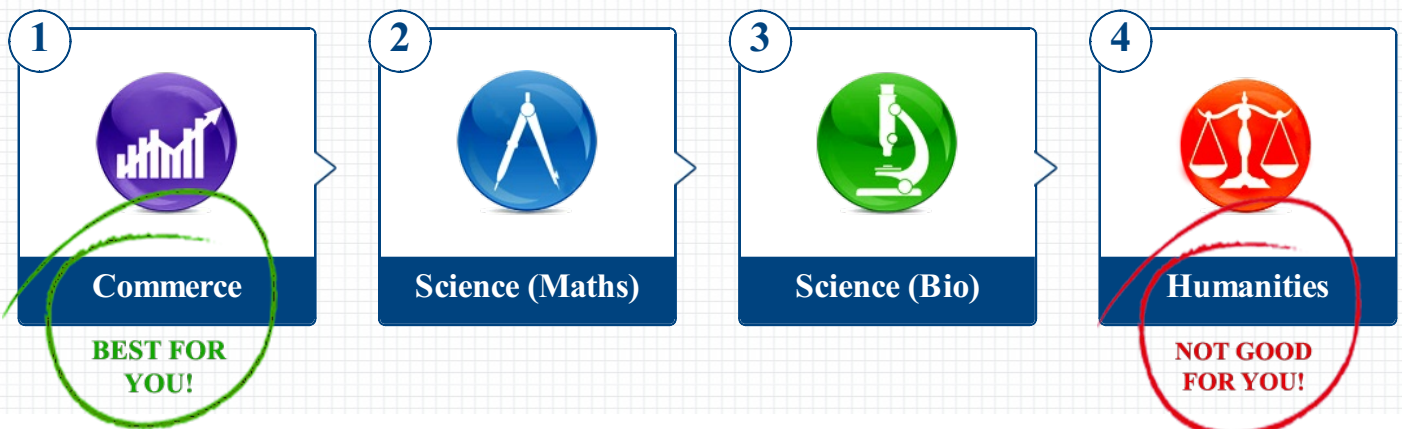 1
2
3
4
Commerce
Science (Maths)
Science (Bio)
Humanities
BEST FOR
YOU!
NOT GOOD
FOR YOU!